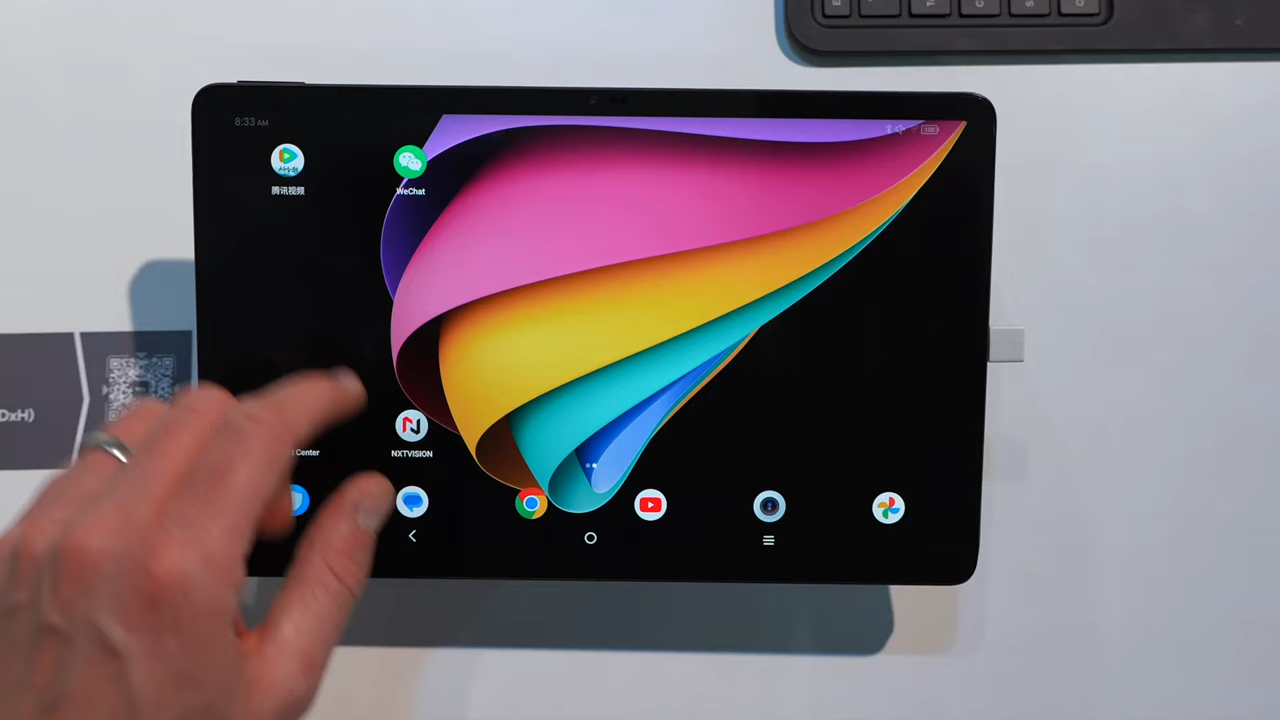 8:33 AM
腾讯视频
WeChat
DxH)
Center
NXTVISION